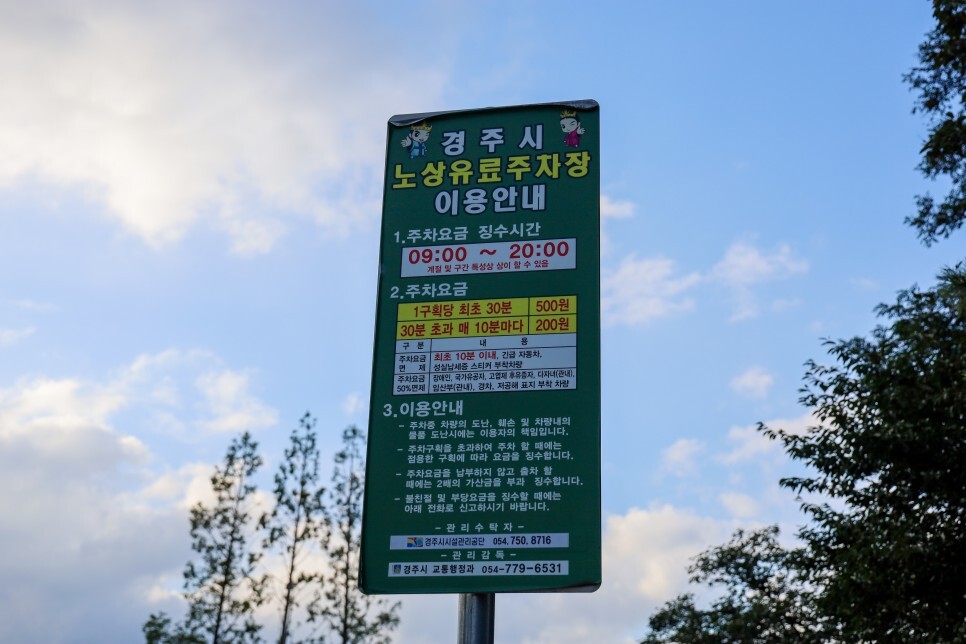 경주시
노상유료주차장
이용안내
1.주차요금 징수시간
09:00 ~ 20:00
계절 및 구간 특성상 상이 할 수 있음
2.주차요금
1구획당 최초 30분 500원
30분 초과 매 10분마다 200원
구 분 내 용
주차요금 면 제 최초 10분 이내, 긴급 자동차,
성실납세증 스티커 부착차량
주차요금 50%면제 장애인, 국가유공자, 고엽제 후유증자, 다자녀(관내),
임산부(관내), 경차, 저공해 표지 부착 차량
3.이용안내
- 주차중 차량의 도난, 훼손 및 차량내의
물품 도난시에는 이용자의 책임입니다.
- 주차구획을 초과하여 주차 할 때에는
점용한 구획에 따라 요금을 징수합니다.
- 주차요금을 납부하지 않고 출차 할
때에는 2배의 가산금을 부과 징수합니다.
- 불친절 및 부당요금을 징수할 때에는
아래 전화로 신고하시기 바랍니다.
- 관리수탁자 -
경주시시설관리공단 054. 750. 8716
- 관리감독 -
경주시 교통행정과 054-779-6531